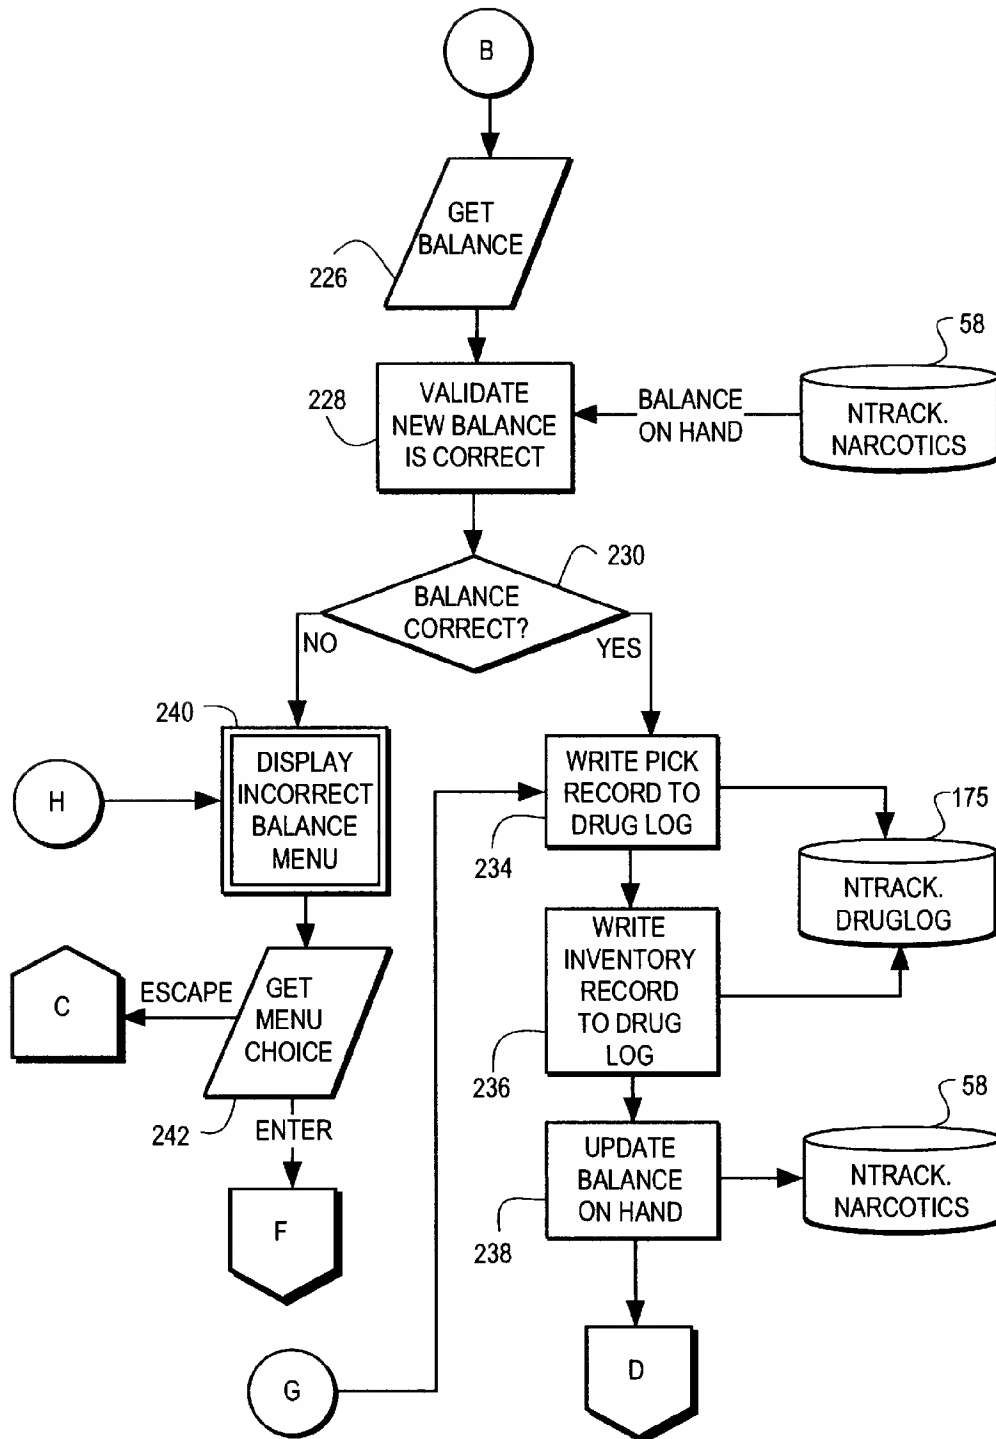 B
GET
BALANCE
226
58
VALIDATE
NEW BALANCE
IS CORRECT
228
BALANCE
ON HAND
NTRACK.
NARCOTICS
230
BALANCE
CORRECT?
NO
YES
240
DISPLAY
INCORRECT
BALANCE
MENU
H
WRITE PICK
RECORD TO
DRUG LOG
234
175
NTRACK.
DRUGLOG
WRITE
INVENTORY
RECORD
TO DRUG
LOG
236
C
ESCAPE
GET
MENU
CHOICE
242
ENTER
F
UPDATE
BALANCE
ON HAND
238
58
NTRACK.
NARCOTICS
G
D